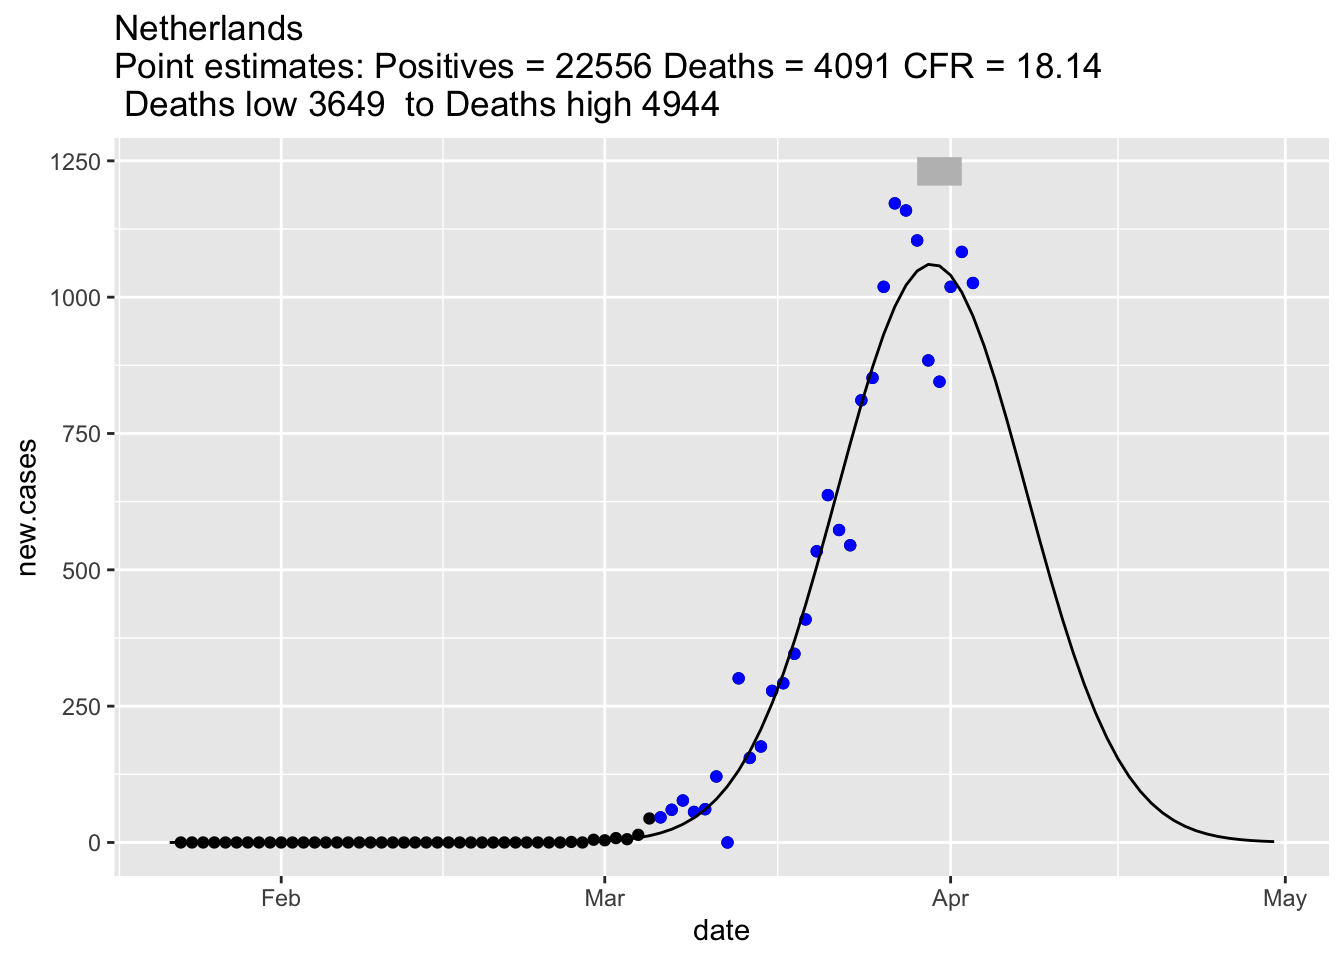 Netherlands
Point estimates: Positives = 22556 Deaths = 4091 CFR = 18.14
Deaths low 3649  to Deaths high 4944
1250
1000
750
500
250
0
new.cases
Feb Mar Apr May
date